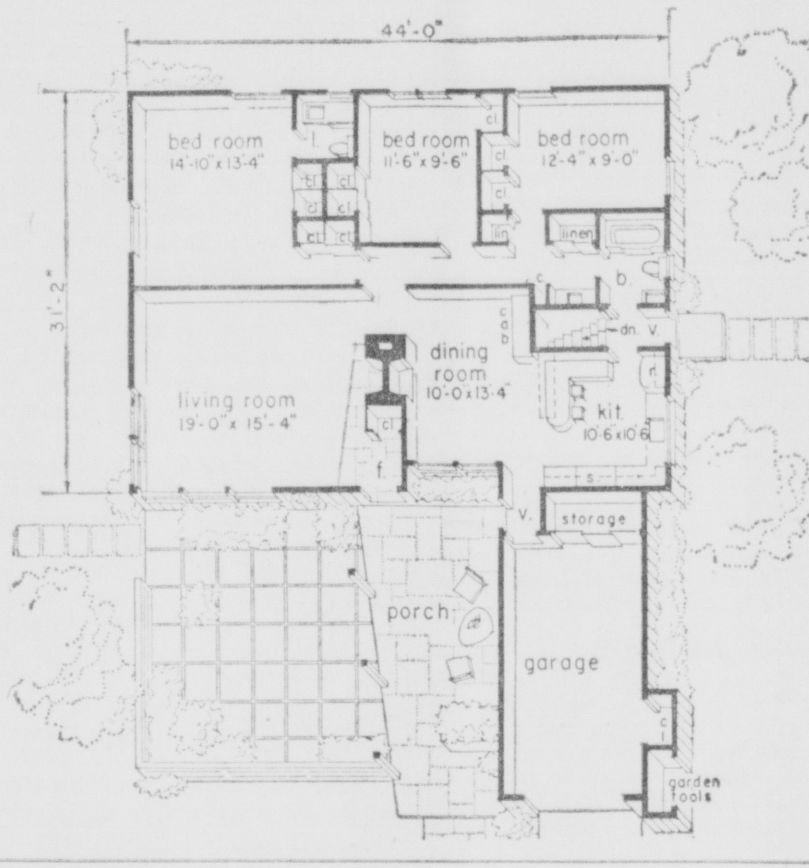 44'-0"
31'-2"
bed room
14'-10" x 13'-4"
l.
bed room
11'-6" x 9'-6"
cl
bed room
12'-4" x 9'-0"
cl
cl
cl
cl
cl
cl
cl
cl
lin
linen
b.
c
c
a
b
dn.
V.
dining
room
10'-0 x 13'-4"
living room
19'-0" x 15'-4"
cl
f.
kit.
10'-6" x 10'-6
r.
s
V.
storage
porch
garage
c
l
garden
tools